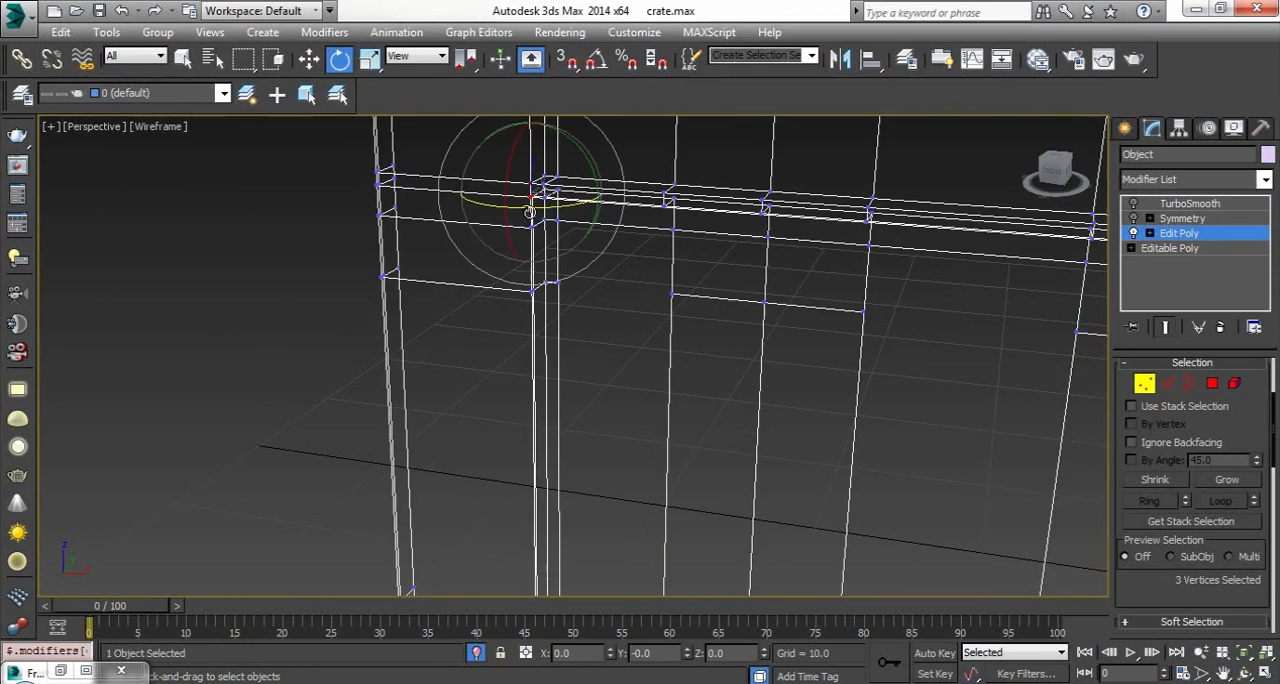 Workspace: Default
Autodesk 3ds Max 2014 x64 crate.max
Type a keyword or phrase
Edit Tools Group Views Create Modifiers Animation Graph Editors Rendering Customize MAXScript Help
All View Create Selection Se
0 (default)
[+] [Perspective] [Wireframe]
Object
Modifier List
TurboSmooth
Symmetry
Edit Poly
Editable Poly
Selection
Use Stack Selection
By Vertex
Ignore Backfacing
By Angle: 45.0
Shrink Grow
Ring Loop
Get Stack Selection
Preview Selection
Off SubObj Multi
3 Vertices Selected
Soft Selection
z
0 / 100
0 5 10 15 20 25 30 35 40 45 50 55 60 65 70 75 80 85 90 95 100
$.modifiers[ 1 Object Selected X: 0.0 Y: -0.0 Z: 0.0 Grid = 10.0 Auto Key Selected
Fr ck-and-drag to select objects Add Time Tag Set Key Key Filters... 0